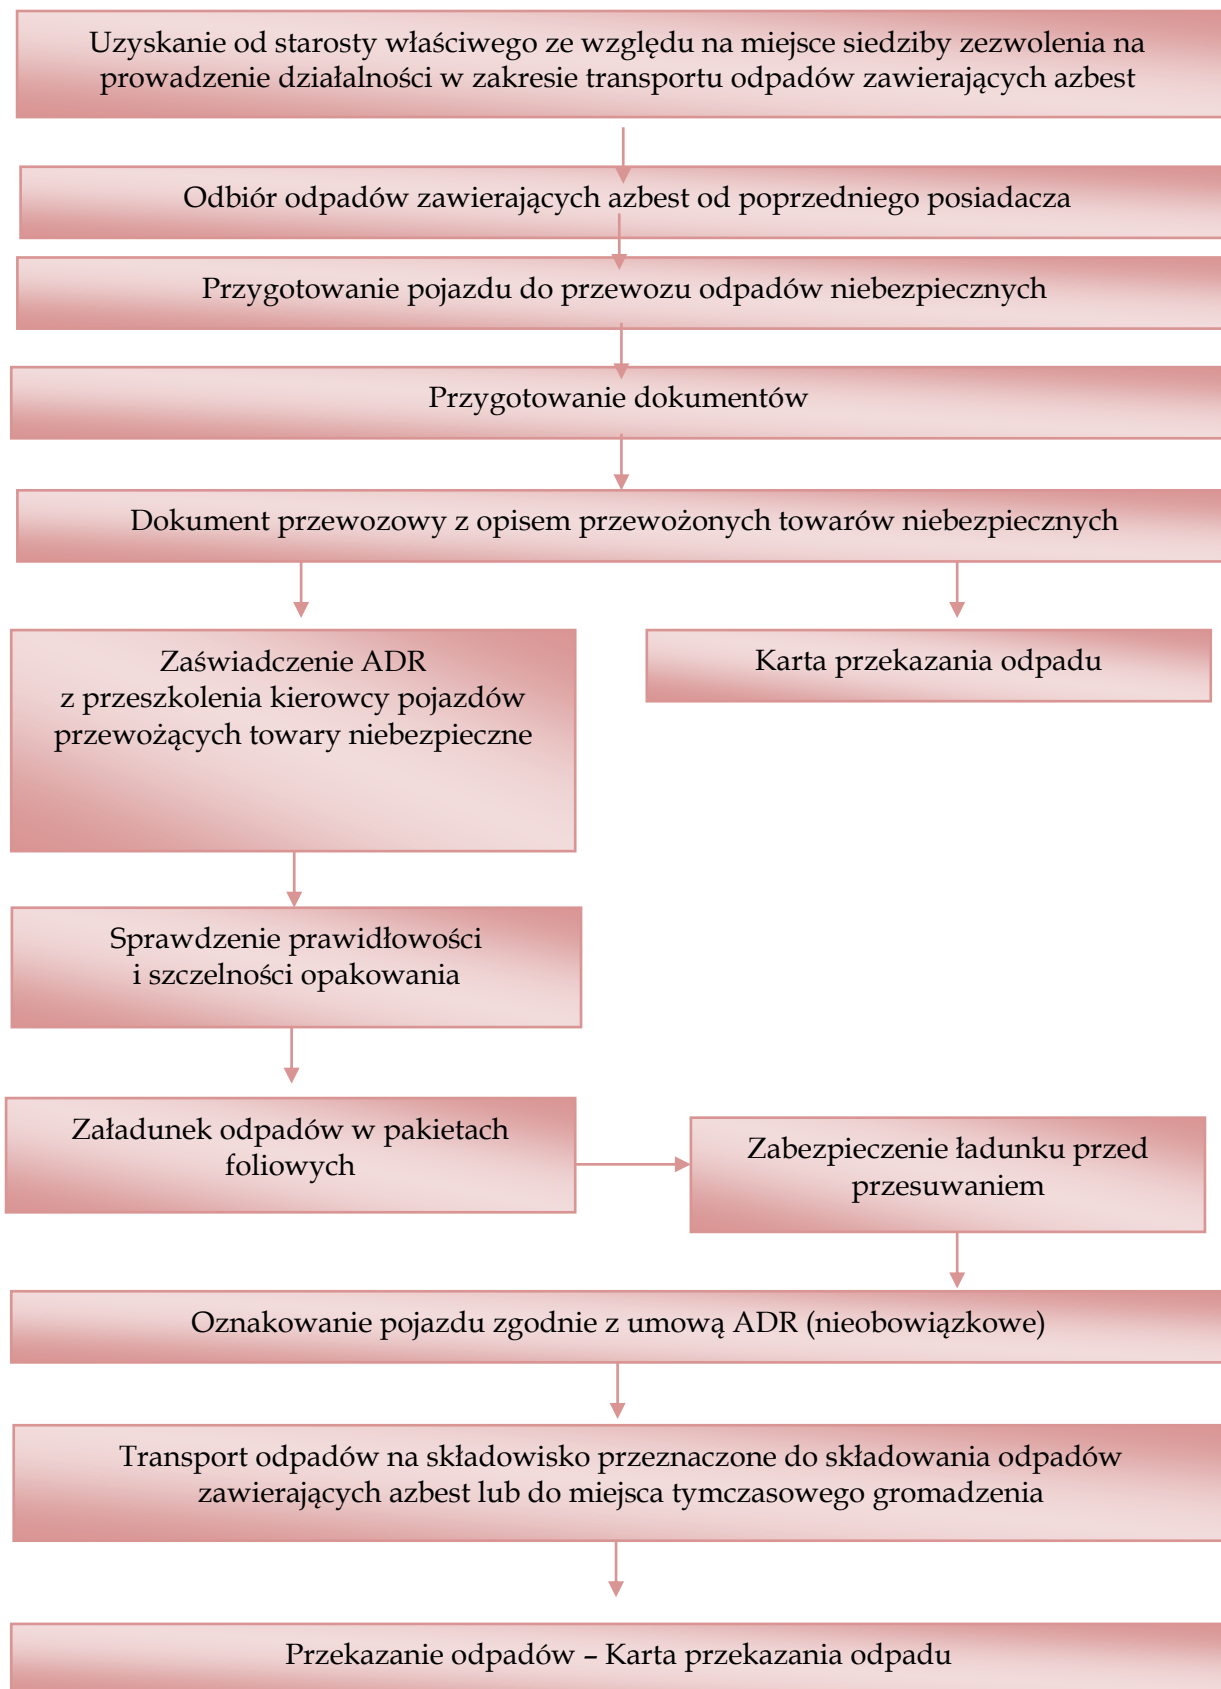 Uzyskanie od starosty właściwego ze względu na miejsce siedziby zezwolenia na
prowadzenie działalności w zakresie transportu odpadów zawierających azbest
Odbiór odpadów zawierających azbest od poprzedniego posiadacza
Przygotowanie pojazdu do przewozu odpadów niebezpiecznych
Przygotowanie dokumentów
Dokument przewozowy z opisem przewożonych towarów niebezpiecznych
Zaświadczenie ADR
z przeszkolenia kierowcy pojazdów
przewożących towary niebezpieczne
Karta przekazania odpadu
Sprawdzenie prawidłowości
i szczelności opakowania
Załadunek odpadów w pakietach
foliowych
Zabezpieczenie ładunku przed
przesuwaniem
Oznakowanie pojazdu zgodnie z umową ADR (nieobowiązkowe)
Transport odpadów na składowisko przeznaczone do składowania odpadów
zawierających azbest lub do miejsca tymczasowego gromadzenia
Przekazanie odpadów – Karta przekazania odpadu